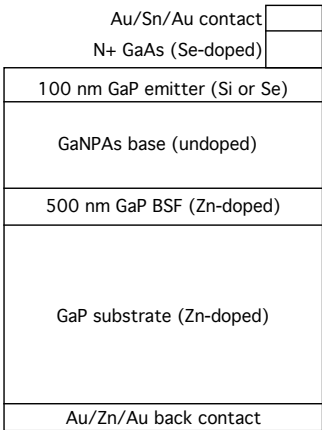 Au/Sn/Au contact
N+ GaAs (Se-doped)
100 nm GaP emitter (Si or Se)
GaNPAs base (undoped)
500 nm GaP BSF (Zn-doped)
GaP substrate (Zn-doped)
Au/Zn/Au back contact